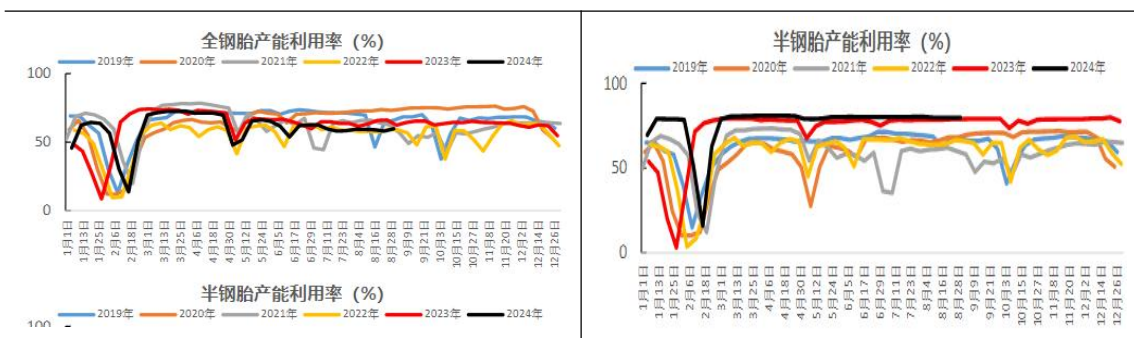 全钢胎产能利用率（%）
2019年 2020年 2021年 2022年 2023年 2024年
100
50
0
1月1日 1月13日 1月25日 2月6日 2月18日 3月1日 3月13日 3月25日 4月6日 4月18日 4月30日 5月12日 5月24日 6月5日 6月17日 6月29日 7月11日 7月23日 8月4日 8月16日 8月28日 9月9日 9月21日 10月3日 10月15日 10月27日 11月8日 11月20日 12月2日 12月14日 12月26日
半钢胎产能利用率（%）
2019年 2020年 2021年 2022年 2023年 2024年
100
半钢胎产能利用率（%）
2019年 2020年 2021年 2022年 2023年 2024年
100
50
0
1月1日 1月13日 1月25日 2月6日 2月18日 3月1日 3月13日 3月25日 4月6日 4月18日 4月30日 5月12日 5月24日 6月5日 6月17日 6月29日 7月11日 7月23日 8月4日 8月16日 8月28日 9月9日 9月21日 10月3日 10月15日 10月27日 11月8日 11月20日 12月2日 12月14日 12月26日